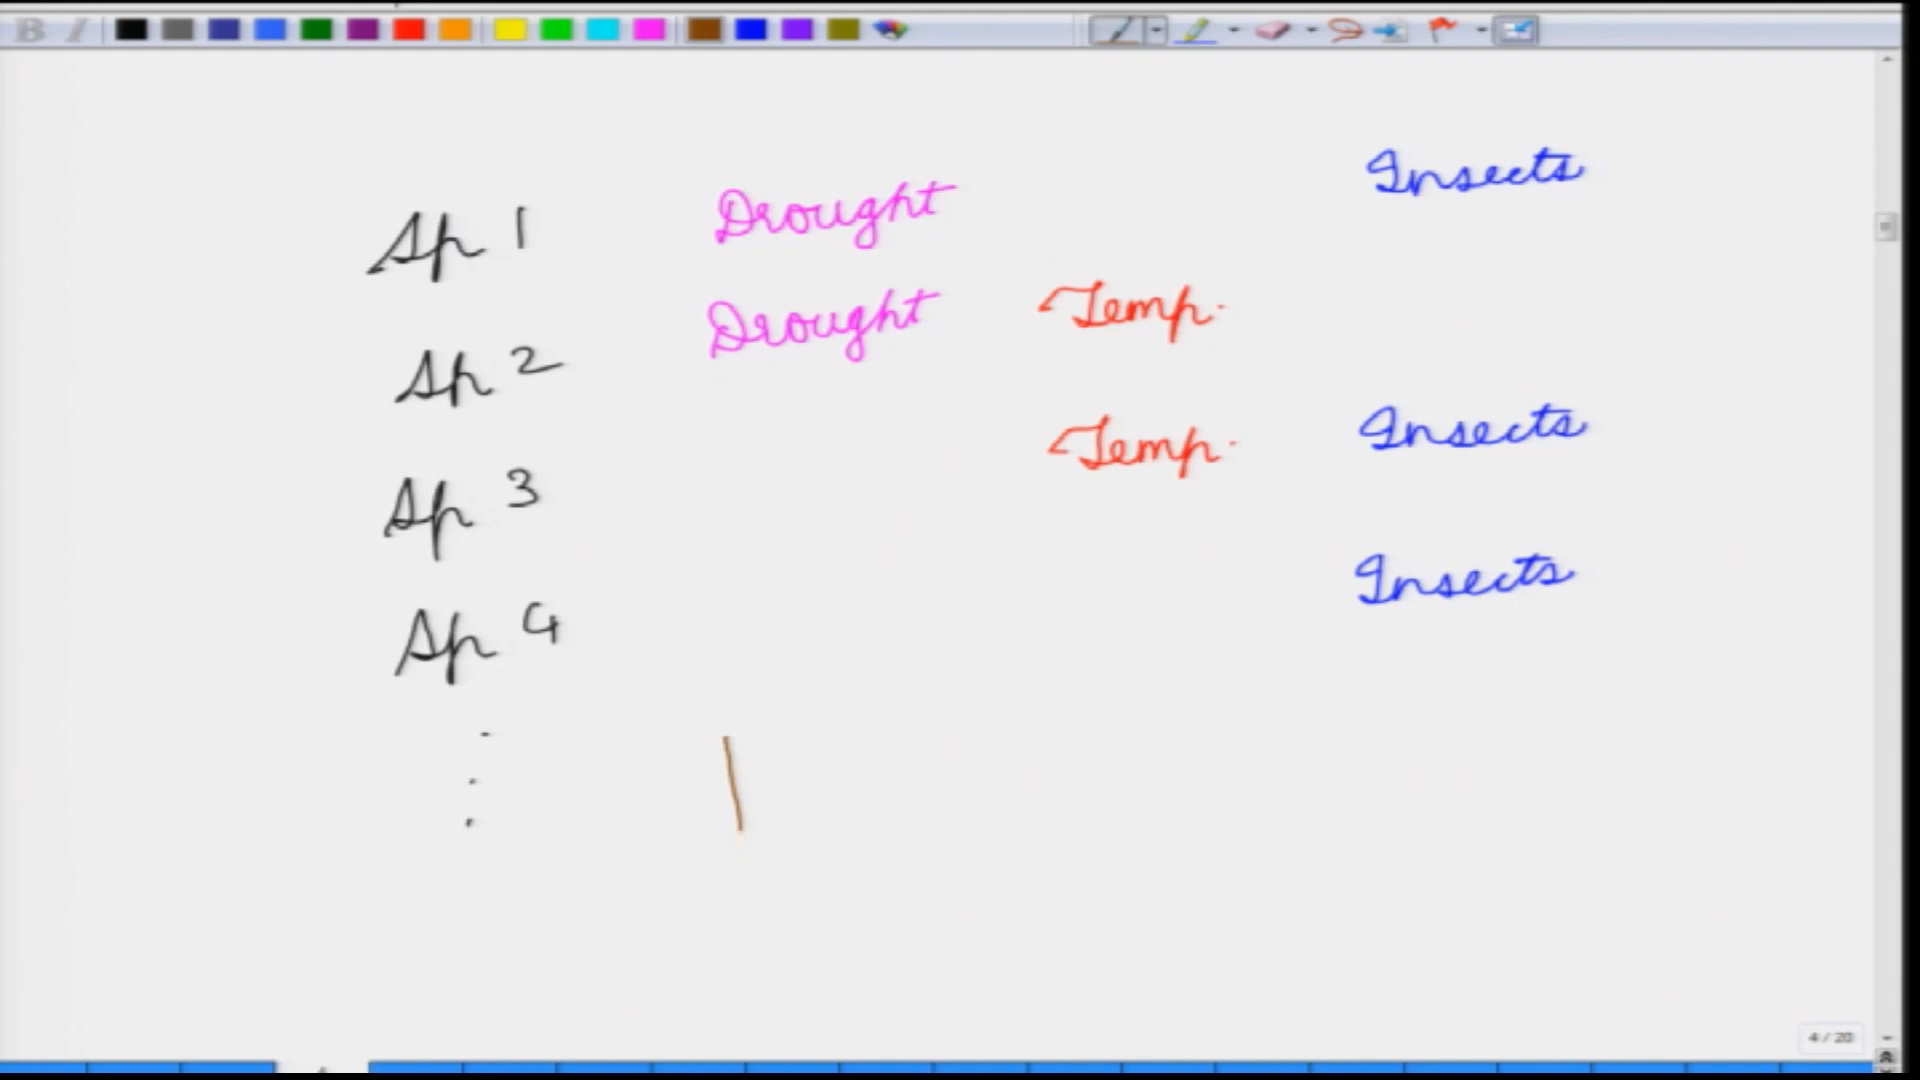 B I
Insects
Sp 1 Drought
Drought Temp.
Sp 2
Temp. Insects
Sp 3
Insects
Sp 4
4 / 20